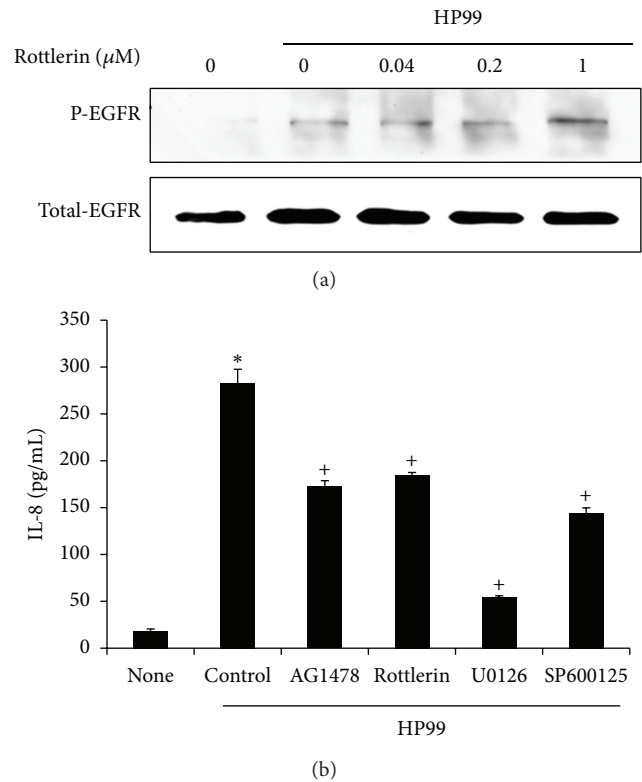 HP99
Rottlerin (μM) 0 0 0.04 0.2 1
P-EGFR
Total-EGFR
(a)
350
300
250
200
150
100
50
0
IL-8 (pg/mL)
*
+
+
+
+
None Control AG1478 Rottlerin U0126 SP600125
HP99
(b)